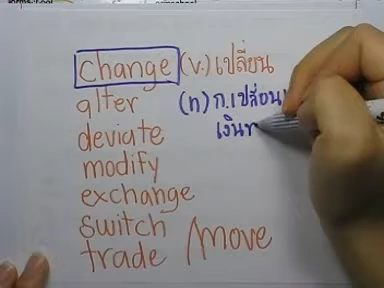 change (v.) เปลี่ยน
alter (n) ก.เปลี่ยน
deviate เงินท
modify
exchange
switch
trade move